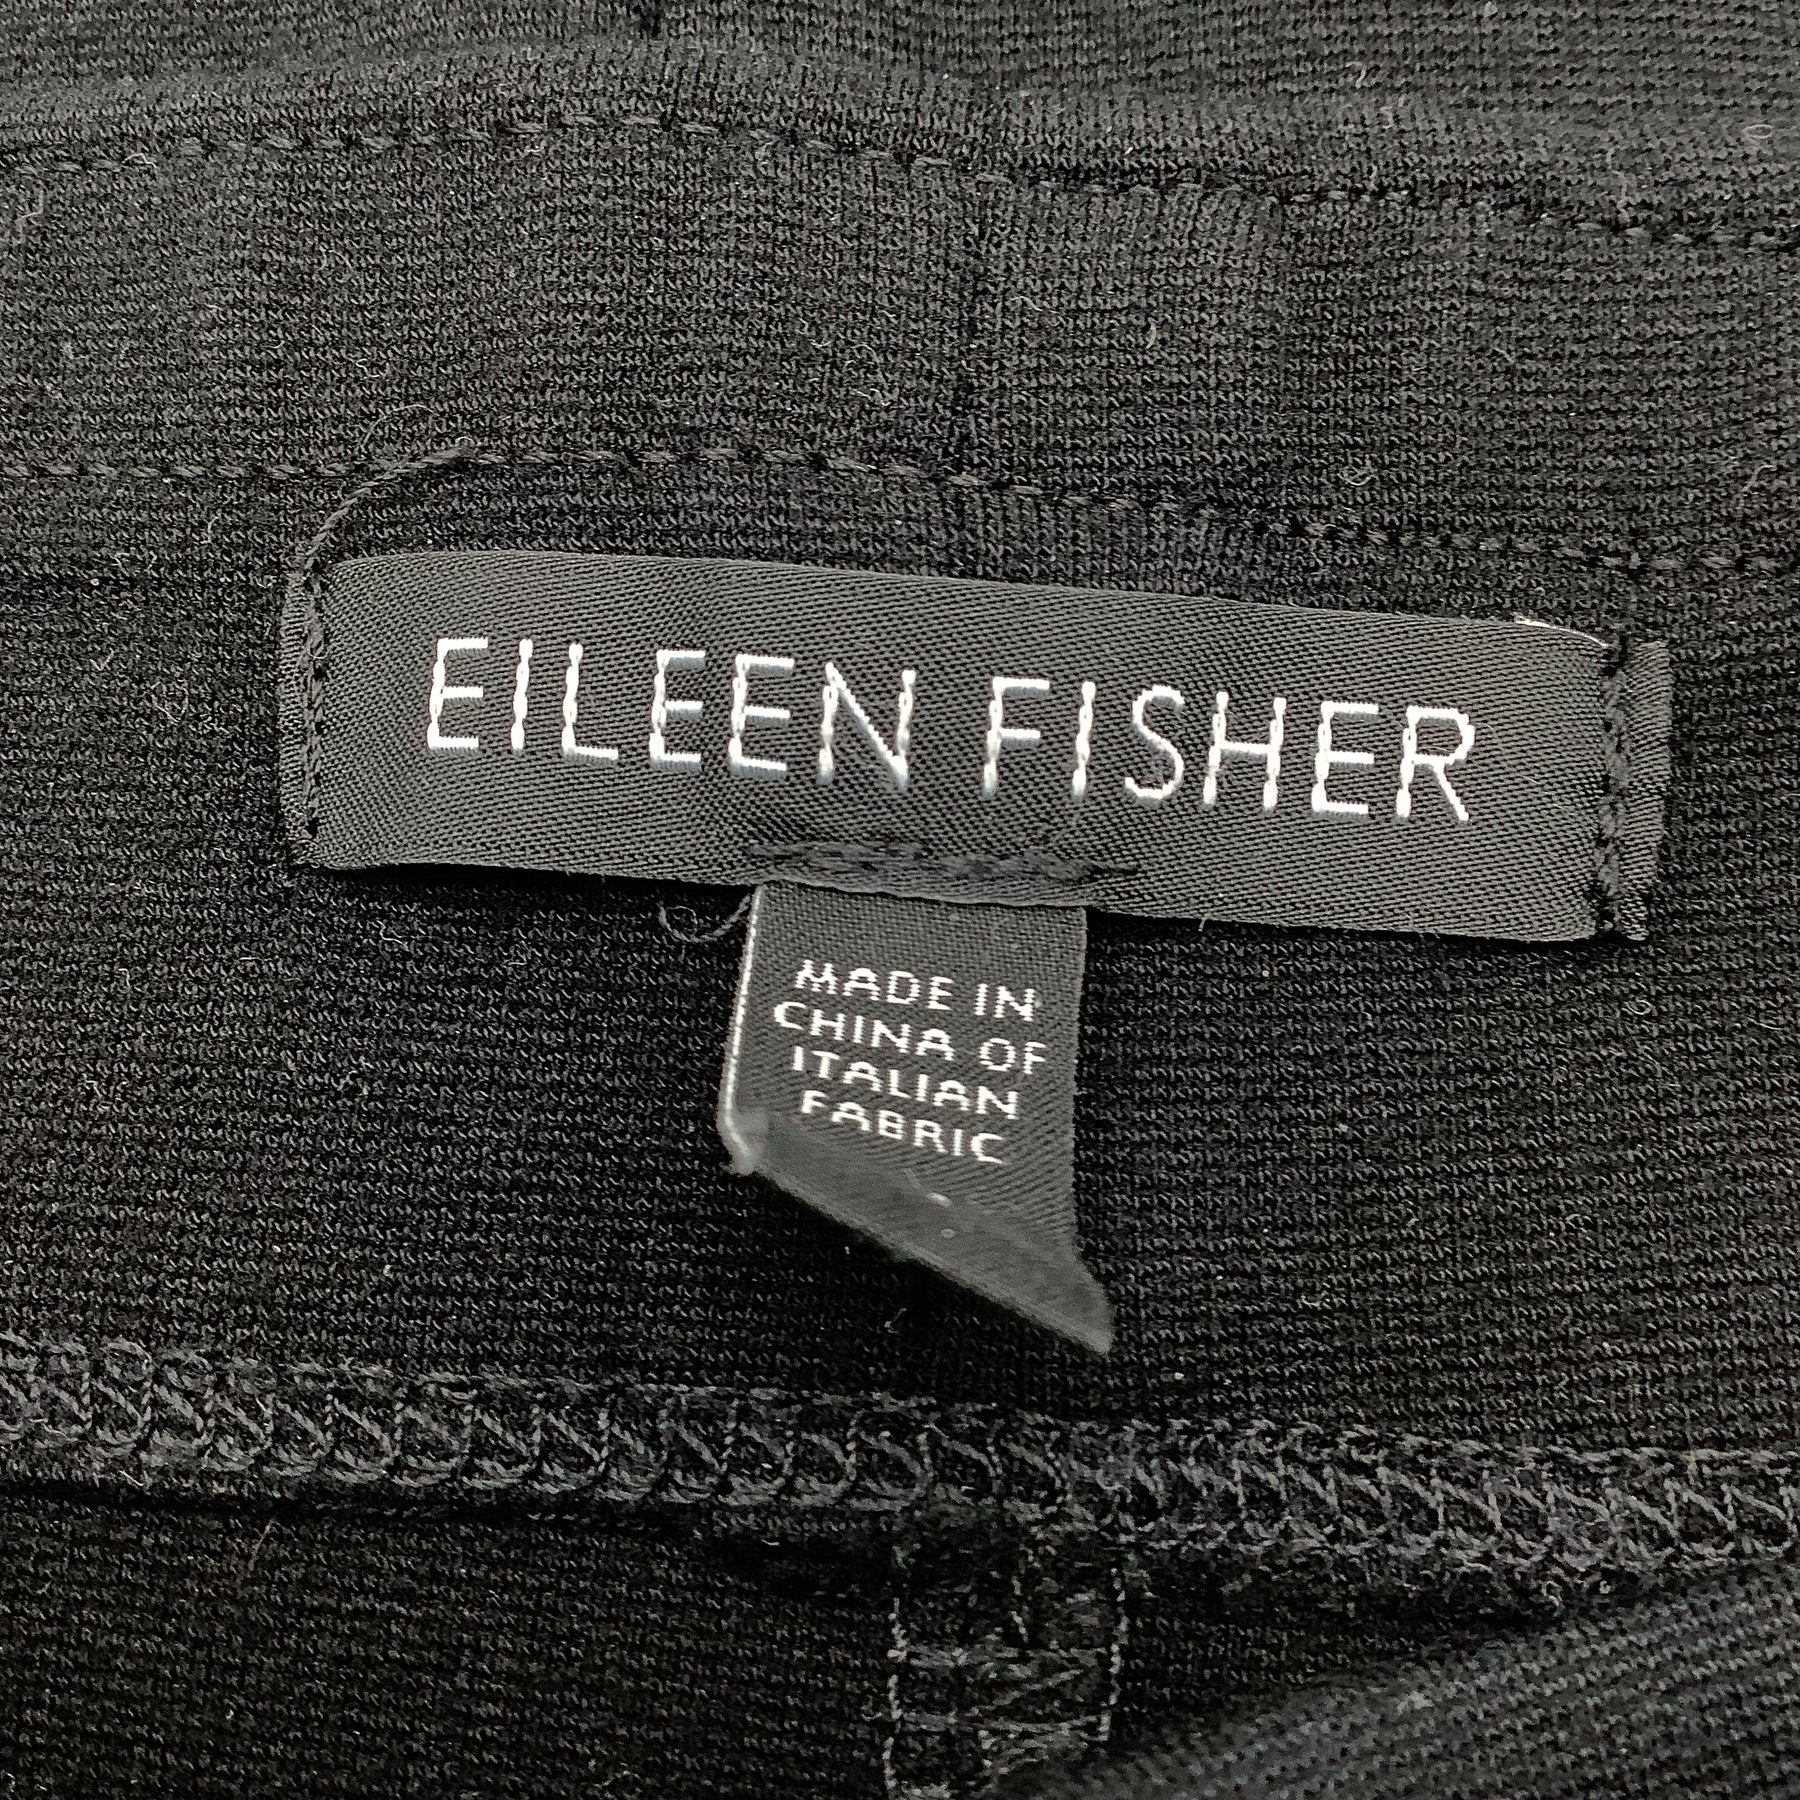 EILEEN FISHER
MADE IN
CHINA OF
ITALIAN
FABRIC